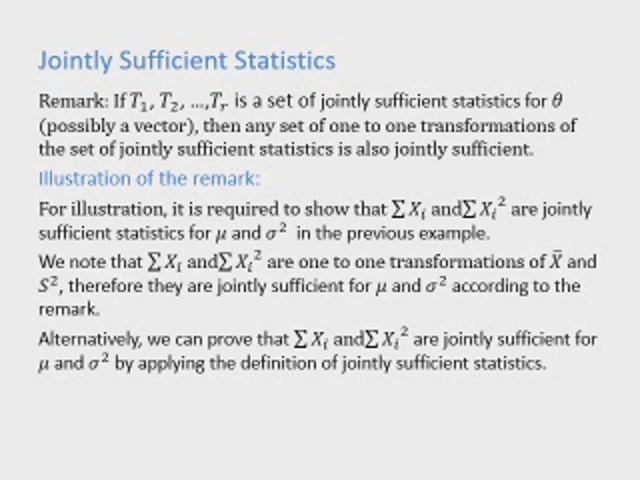 Jointly Sufficient Statistics
Remark: If T₁, T₂, ...,Tᵣ is a set of jointly sufficient statistics for θ
(possibly a vector), then any set of one to one transformations of
the set of jointly sufficient statistics is also jointly sufficient.
Illustration of the remark:
For illustration, it is required to show that ∑ Xᵢ and∑ Xᵢ² are jointly
sufficient statistics for μ and σ² in the previous example.
We note that ∑ Xᵢ and∑ Xᵢ² are one to one transformations of X̄ and
S², therefore they are jointly sufficient for μ and σ² according to the
remark.
Alternatively, we can prove that ∑ Xᵢ and∑ Xᵢ² are jointly sufficient for
μ and σ² by applying the definition of jointly sufficient statistics.